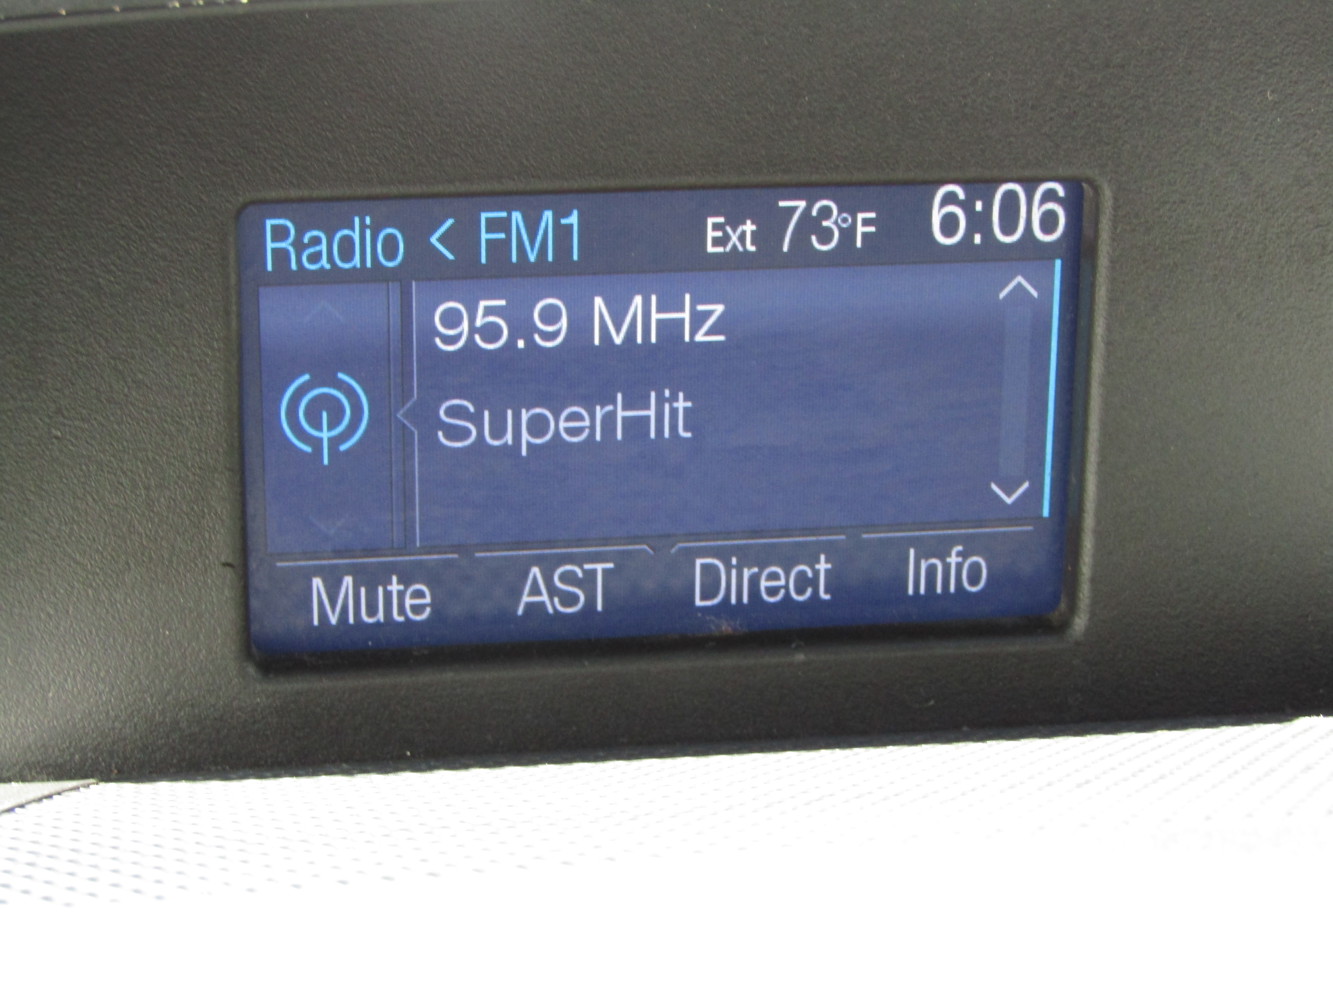 Radio < FM1 Ext 73°F 6:06
95.9 MHz
SuperHit
Mute AST Direct Info